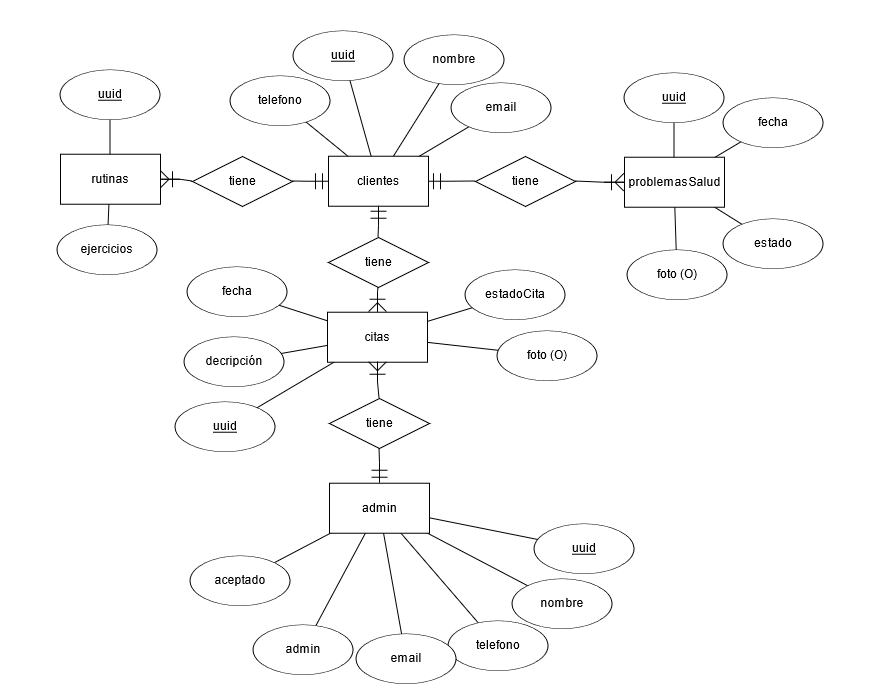 uuid
nombre
telefono
email
uuid
uuid
fecha
rutinas
tiene
clientes
tiene
problemasSalud
ejercicios
estado
foto (O)
tiene
fecha
estadoCita
citas
decripción
foto (O)
uuid
tiene
admin
uuid
aceptado
nombre
admin
email
telefono